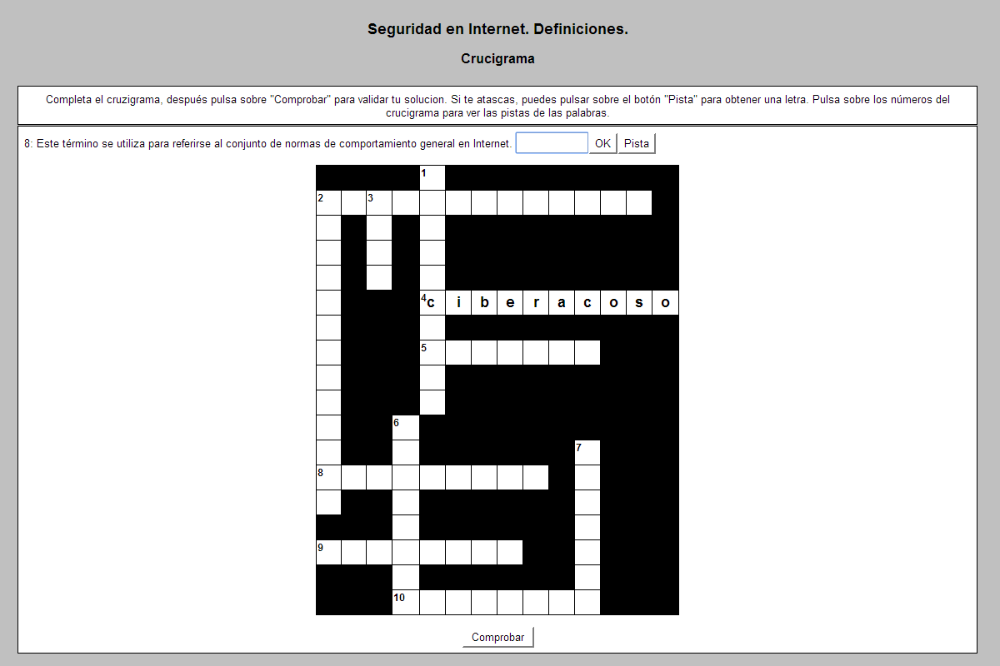 Seguridad en Internet. Definiciones.
Crucigrama
Completa el cruzigrama, después pulsa sobre "Comprobar" para validar tu solucion. Si te atascas, puedes pulsar sobre el botón "Pista" para obtener una letra. Pulsa sobre los números del
crucigrama para ver las pistas de las palabras.
8: Este término se utiliza para referirse al conjunto de normas de comportamiento general en Internet. OK Pista
1
2 3
4 c i b e r a c o s o
5
6
7
8
9
10
Comprobar